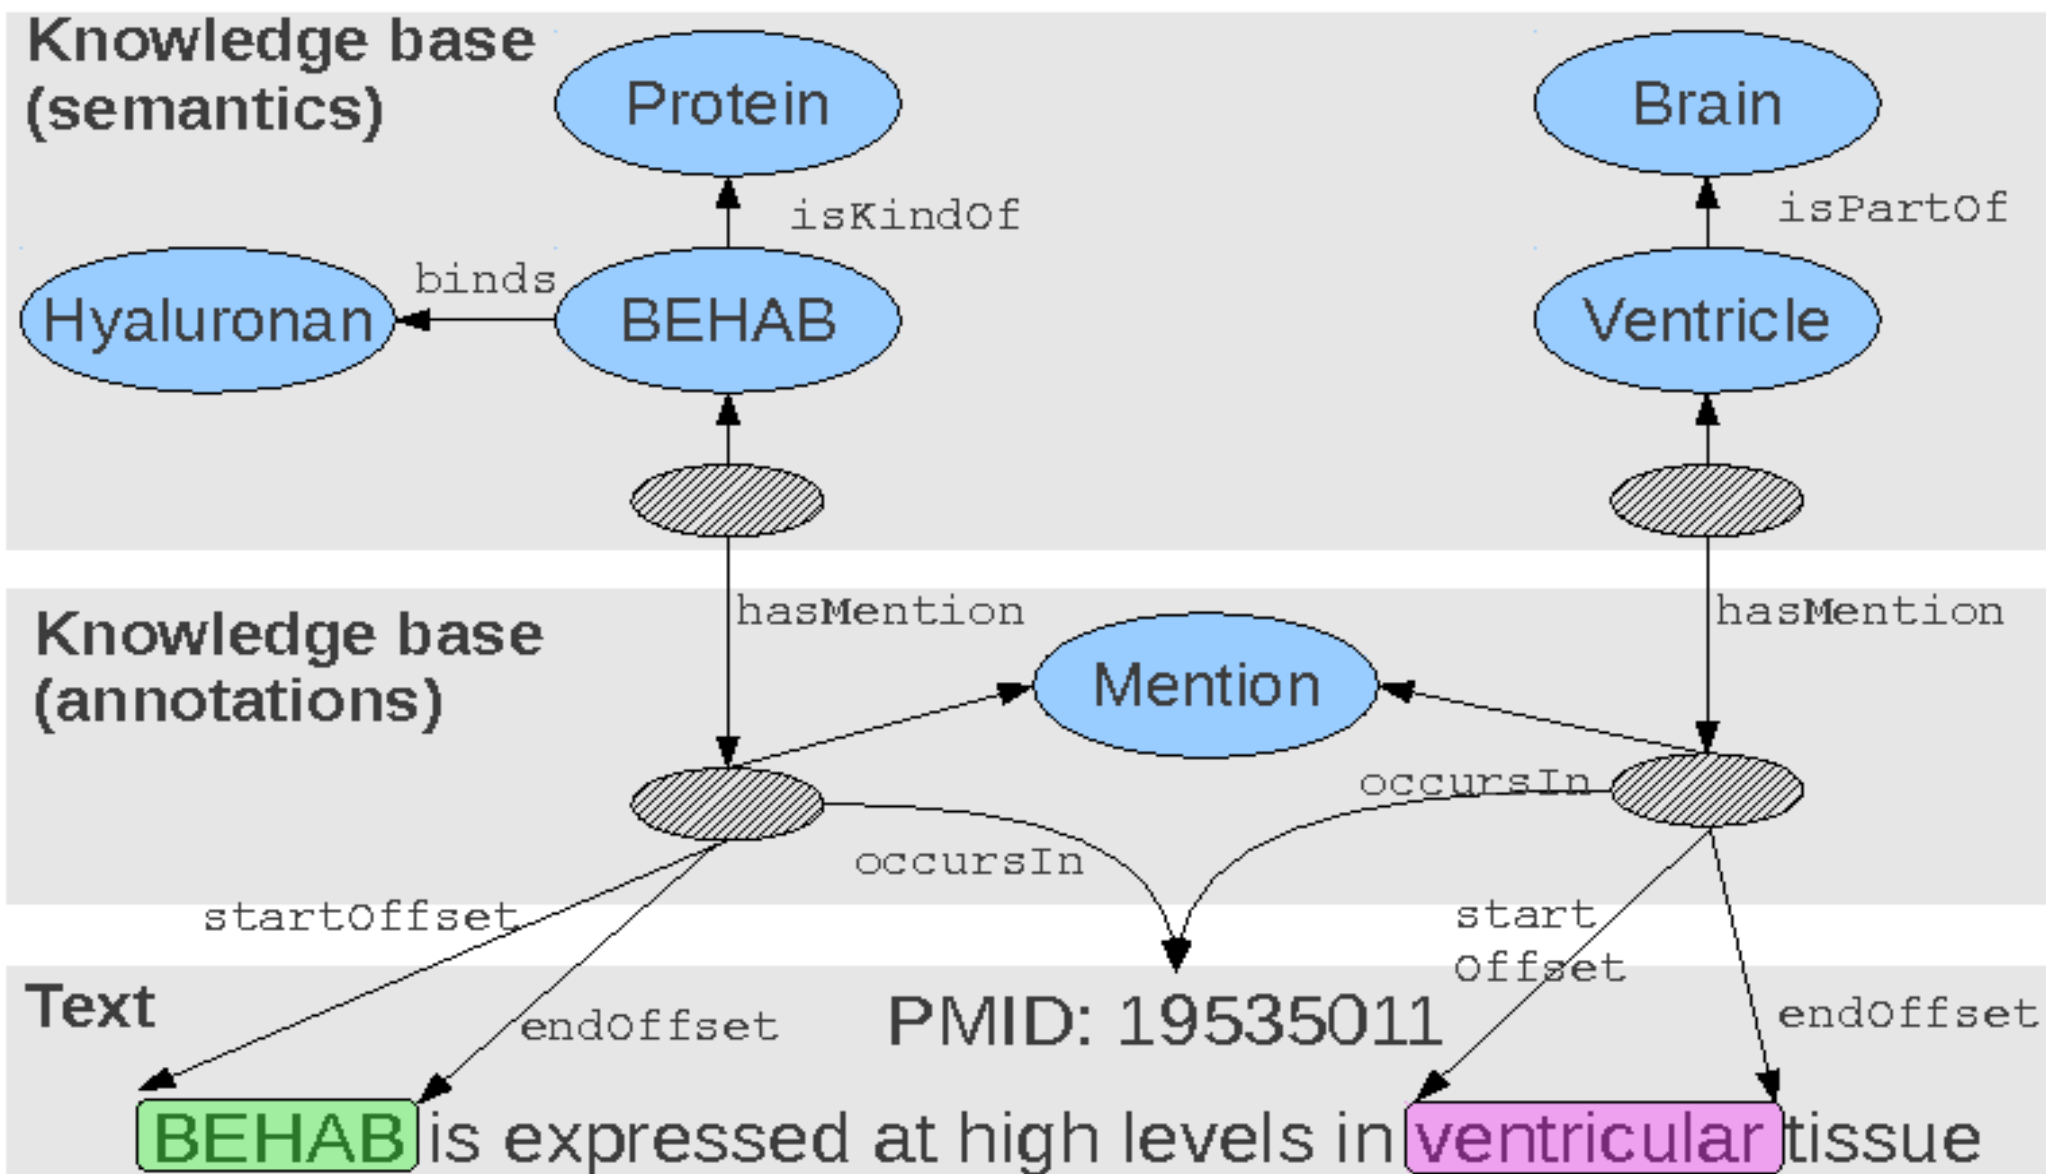 Knowledge base
(semantics)
Protein
Brain
isKindOf
isPartOf
binds
Hyaluronan
BEHAB
Ventricle
Knowledge base
(annotations)
hasMention
hasMention
Mention
occursIn
occursIn
startOffset
start
Offset
Text
PMID: 19535011
endOffset
endOffset
BEHAB is expressed at high levels in ventricular tissue